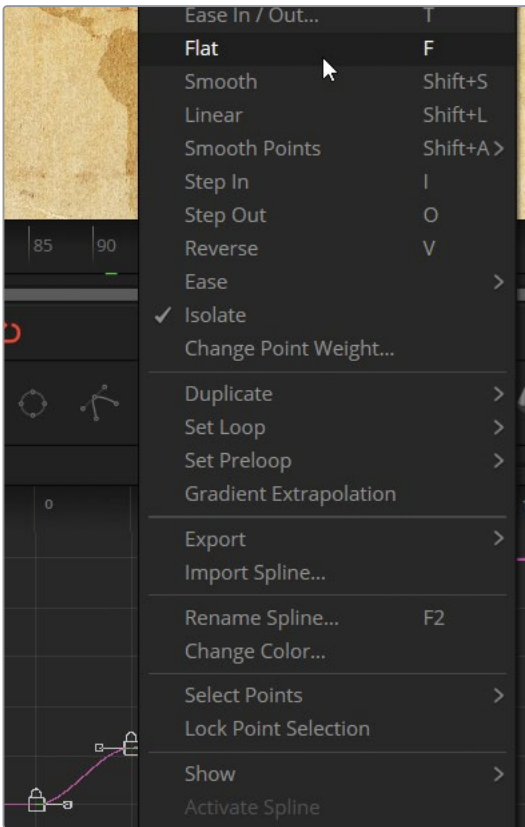 Ease In / Out... T
Flat F
Smooth Shift+S
Linear Shift+L
Smooth Points Shift+A >
Step In I
Step Out O
85 90 Reverse V
Ease >
✓ Isolate
Change Point Weight...
Duplicate >
Set Loop >
Set Preloop >
Gradient Extrapolation
0
Export >
Import Spline...
Rename Spline... F2
Change Color...
Select Points >
Lock Point Selection
Show >
Activate Spline